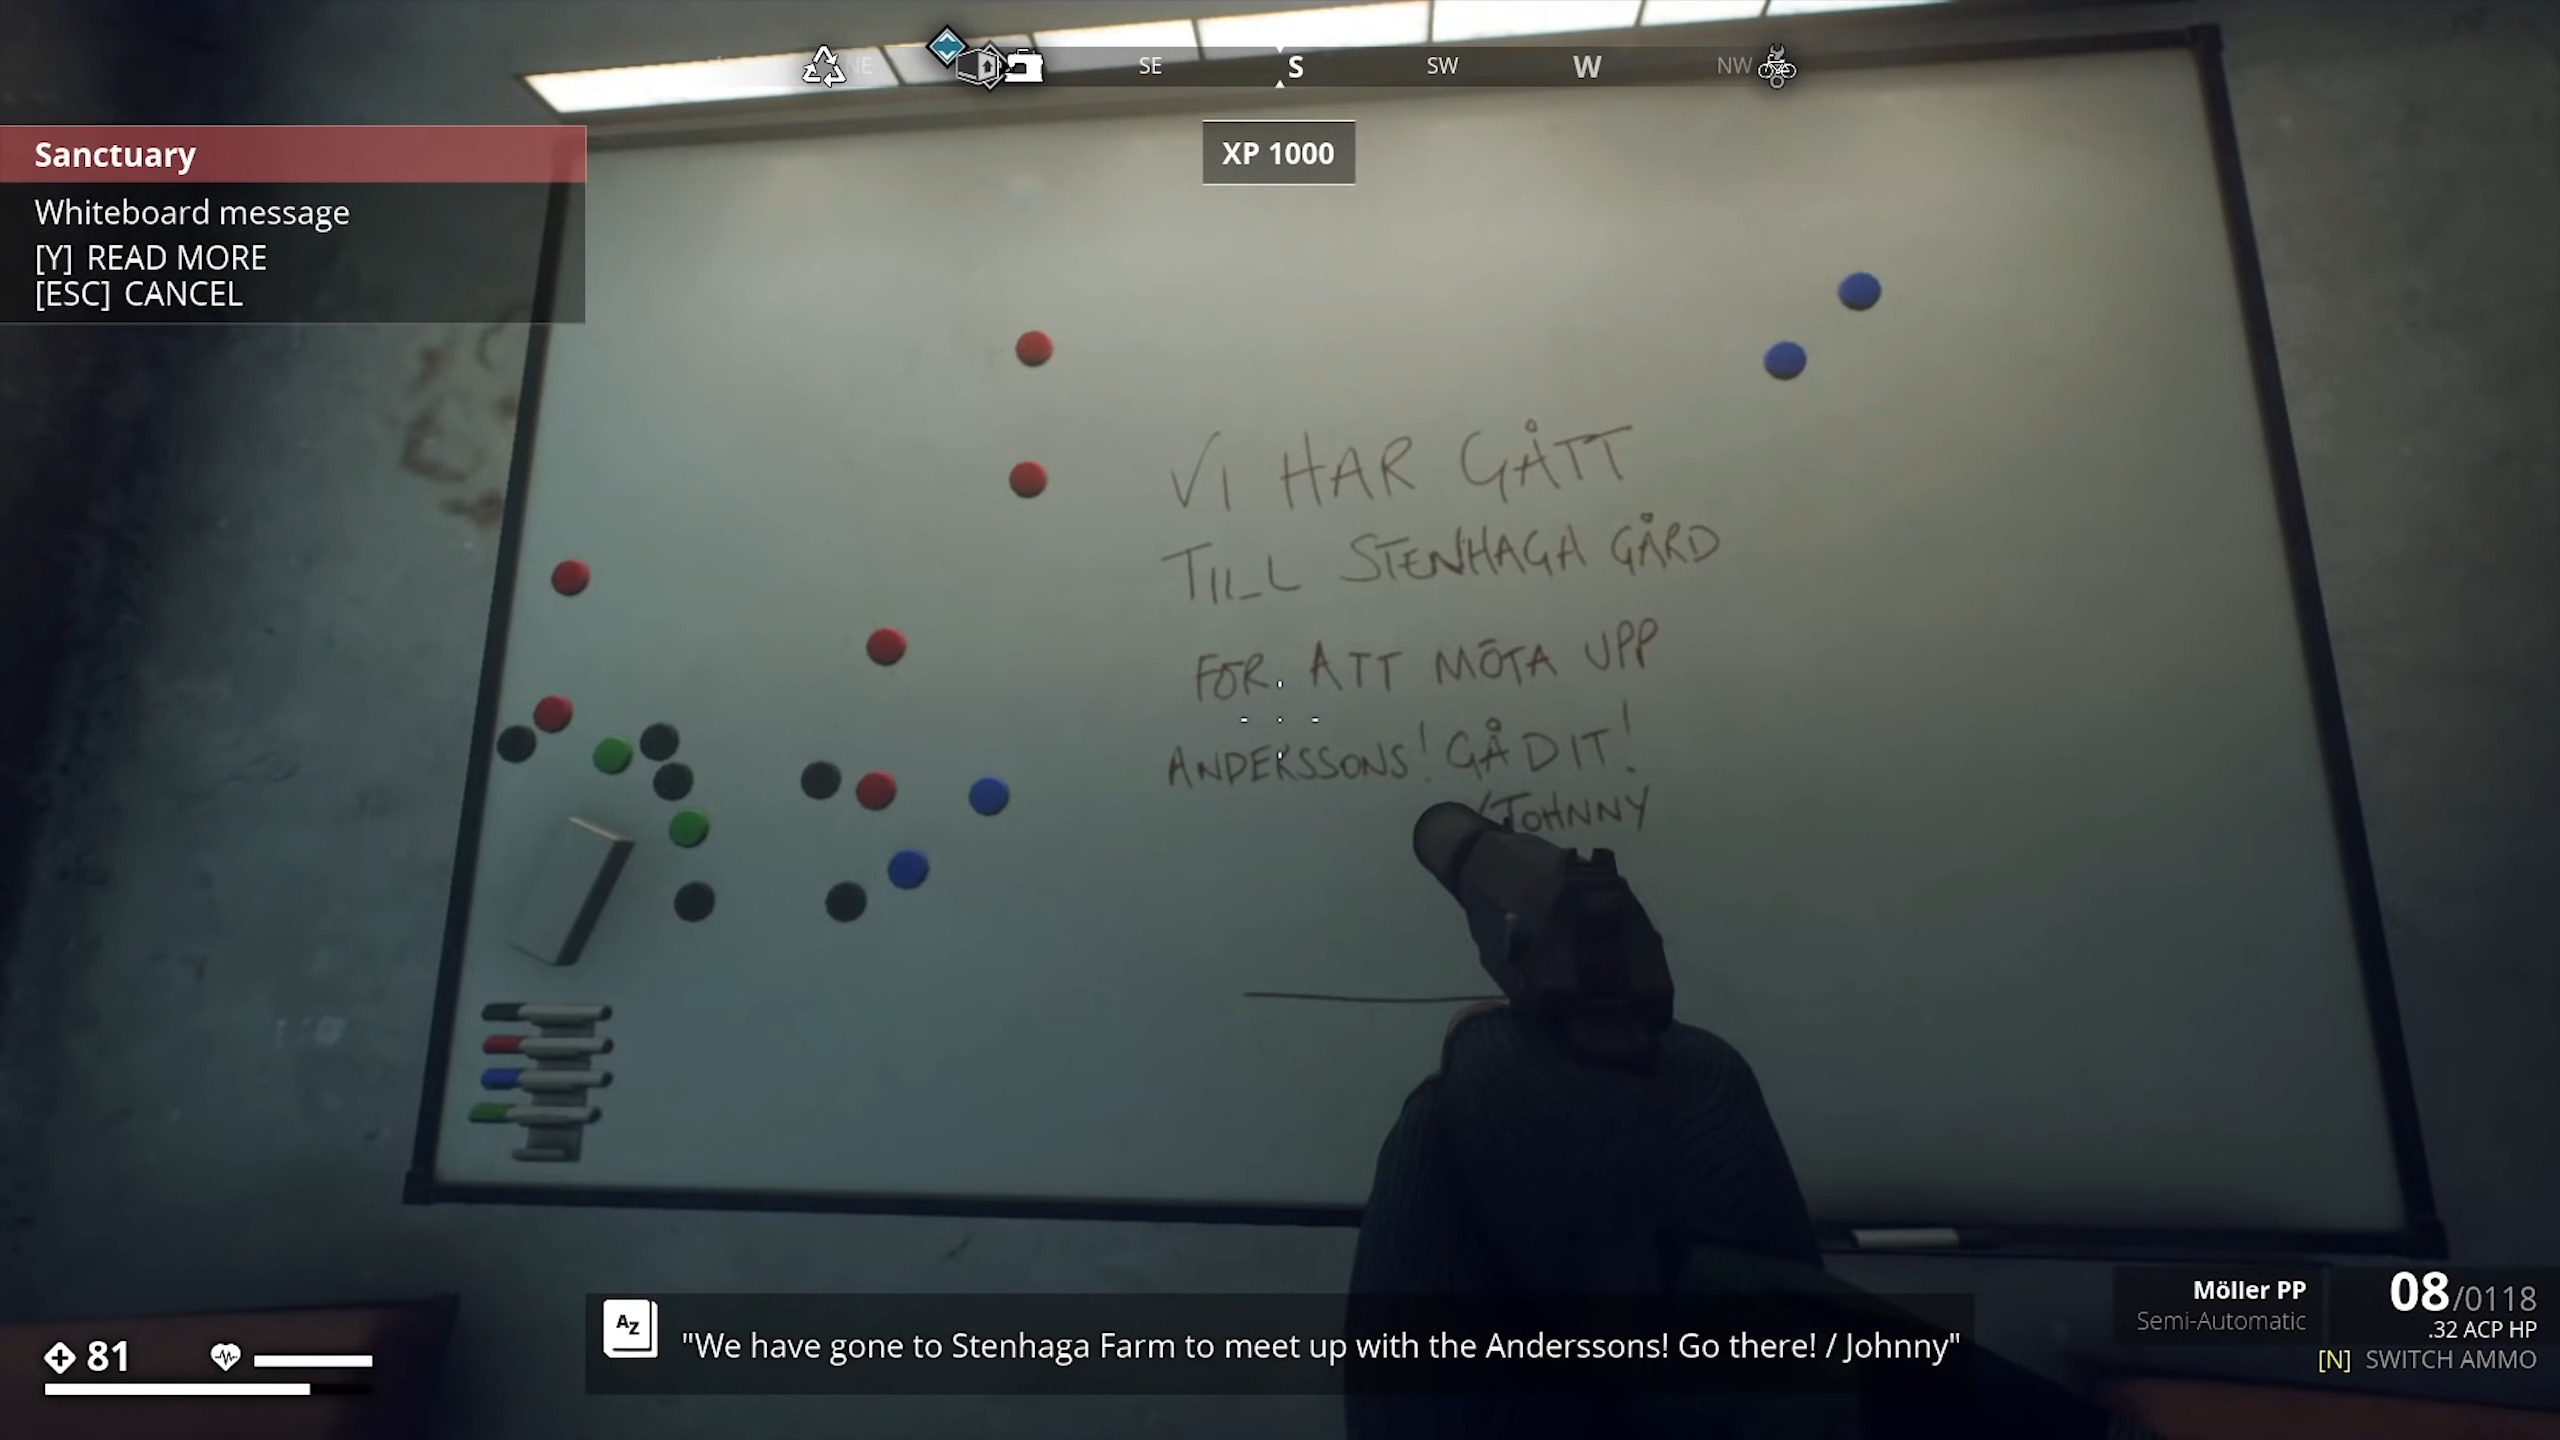 NE
SE
S
SW
W
NW
XP 1000
Sanctuary
Whiteboard message
[Y] READ MORE
[ESC] CANCEL
VI HAR GÅTT
TILL STENHAGA GÅRD
FÖR ATT MÖTA UPP
ANDERSSONS! GÅ DIT!
/JOHNNY
81
AZ
"We have gone to Stenhaga Farm to meet up with the Anderssons! Go there! / Johnny"
Möller PP
Semi-Automatic
08/0118
.32 ACP HP
[N] SWITCH AMMO